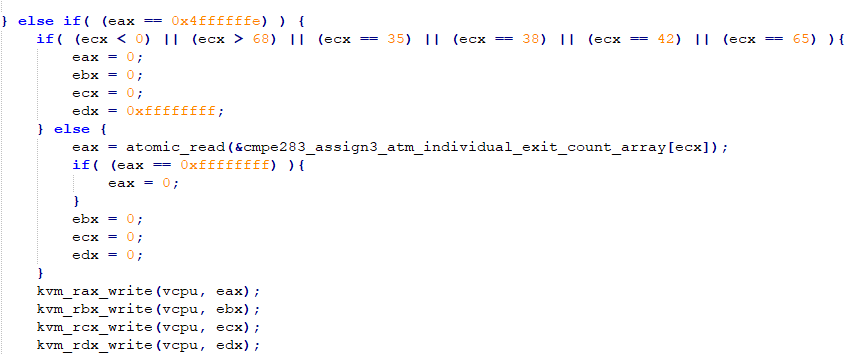 } else if( (eax == 0x4ffffffe) ) {
if( (ecx < 0) || (ecx > 68) || (ecx == 35) || (ecx == 38) || (ecx == 42) || (ecx == 65) ){
eax = 0;
ebx = 0;
ecx = 0;
edx = 0xffffffff;
} else {
eax = atomic_read(&cmpe283_assign3_atm_individual_exit_count_array[ecx]);
if( (eax == 0xffffffff) ){
eax = 0;
}
ebx = 0;
ecx = 0;
edx = 0;
}
kvm_rax_write(vcpu, eax);
kvm_rbx_write(vcpu, ebx);
kvm_rcx_write(vcpu, ecx);
kvm_rdx_write(vcpu, edx);